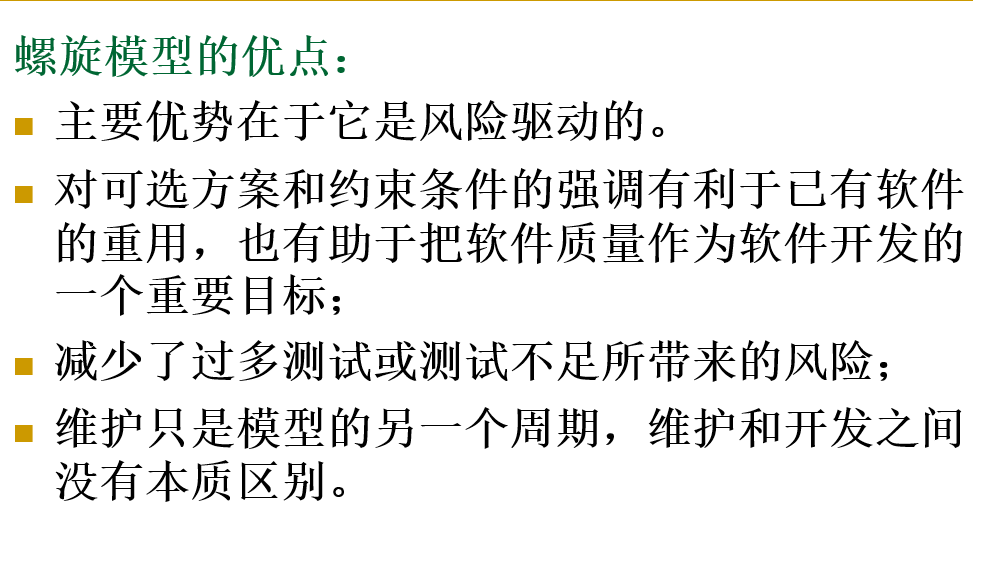 螺旋模型的优点：
主要优势在于它是风险驱动的。
对可选方案和约束条件的强调有利于已有软件
的重用，也有助于把软件质量作为软件开发的
一个重要目标；
减少了过多测试或测试不足所带来的风险；
维护只是模型的另一个周期，维护和开发之间
没有本质区别。